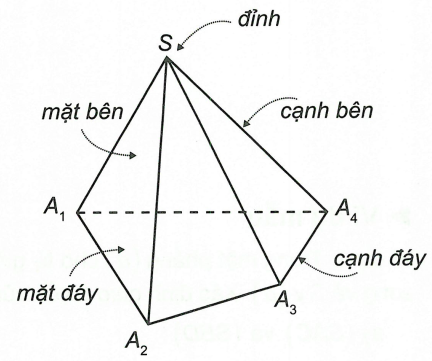 đỉnh
S
mặt bên
cạnh bên
A₁
A₄
mặt đáy
cạnh đáy
A₃
A₂